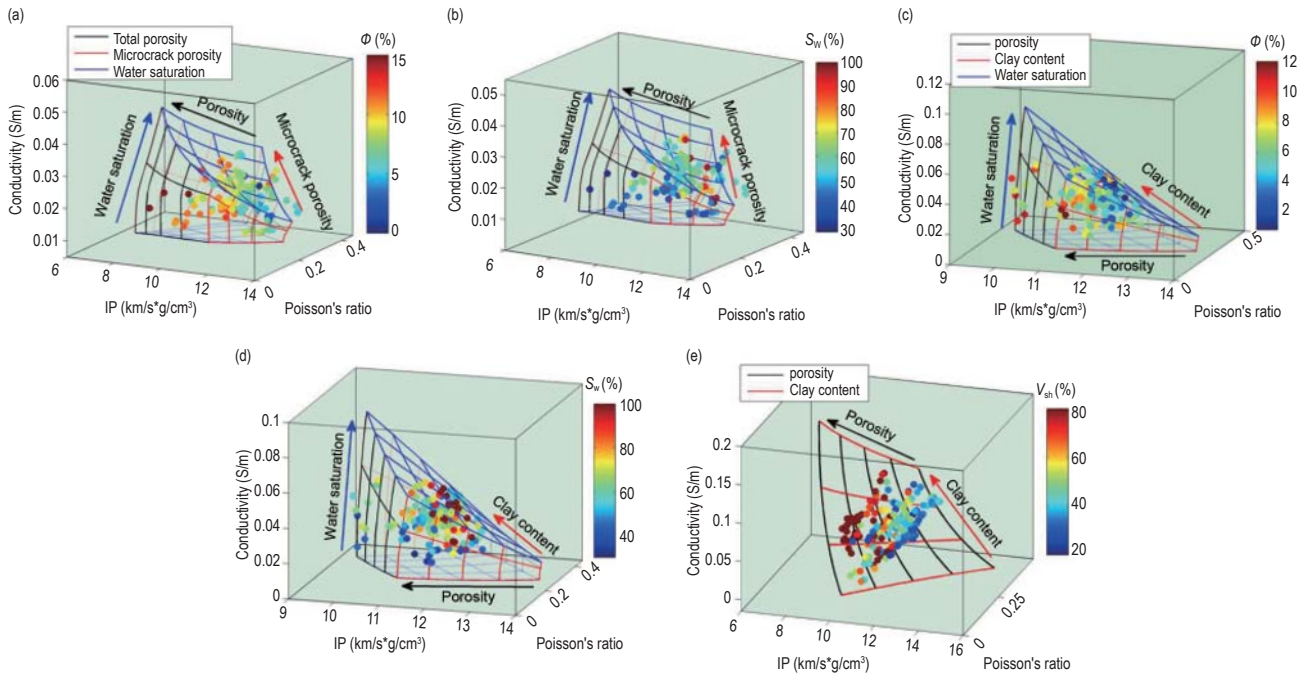 (a)
Total porosity
Microcrack porosity
Water saturation
Φ (%)
15
10
5
0
Conductivity (S/m)
0.06
0.05
0.04
0.03
0.02
0.01
Water saturation
Porosity
Microcrack porosity
6
8
10
12
14
0
0.2
0.4
IP (km/s*g/cm³)
Poisson's ratio
(b)
Sw (%)
100
90
80
70
60
50
40
30
Conductivity (S/m)
0.05
0.04
0.03
0.02
0.01
Water saturation
Porosity
Microcrack porosity
6
8
10
12
14
0
0.2
0.4
IP (km/s*g/cm³)
Poisson's ratio
(c)
porosity
Clay content
Water saturation
Φ (%)
12
10
8
6
4
2
Conductivity (S/m)
0.12
0.1
0.08
0.06
0.04
0.02
0
Water saturation
Clay content
Porosity
9
10
11
12
13
14
0
0.5
IP (km/s*g/cm³)
Poisson's ratio
(d)
Sw (%)
100
80
60
40
Conductivity (S/m)
0.1
0.08
0.06
0.04
0.02
0
Water saturation
Clay content
Porosity
9
10
11
12
13
14
0
0.2
0.4
IP (km/s*g/cm³)
Poisson's ratio
(e)
porosity
Clay content
Vsh (%)
80
60
40
20
Conductivity (S/m)
0.2
0.15
0.1
0.05
0
Porosity
Clay content
6
8
10
12
14
16
0
0.25
IP (km/s*g/cm³)
Poisson's ratio